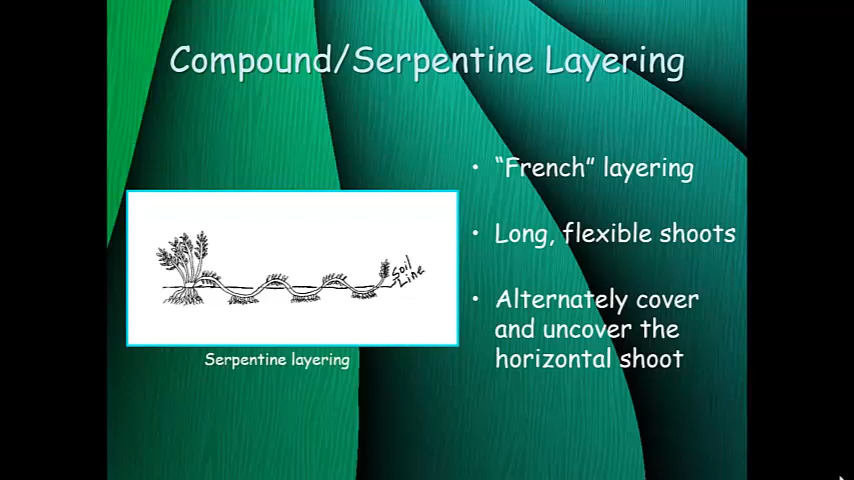 Compound/Serpentine Layering
• "French" layering
• Long, flexible shoots
• Alternately cover
and uncover the
horizontal shoot
Soil
Line
Serpentine layering